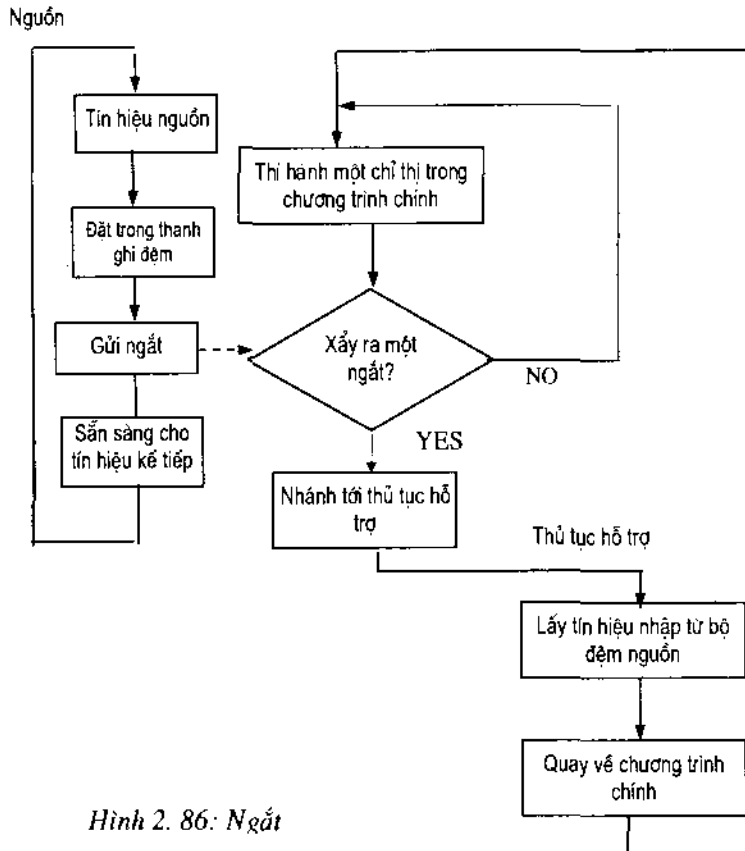 Nguồn
Tín hiệu nguồn
Đặt trong thanh
ghi đệm
Gửi ngắt
Sẵn sàng cho
tín hiệu kế tiếp
Thi hành một chỉ thị trong
chương trình chính
Xẩy ra một
ngắt?
NO
YES
Nhánh tới thủ tục hỗ
trợ
Thủ tục hỗ trợ
Lấy tín hiệu nhập từ bộ
đệm nguồn
Quay về chương trình
chính
Hình 2. 86: Ngắt